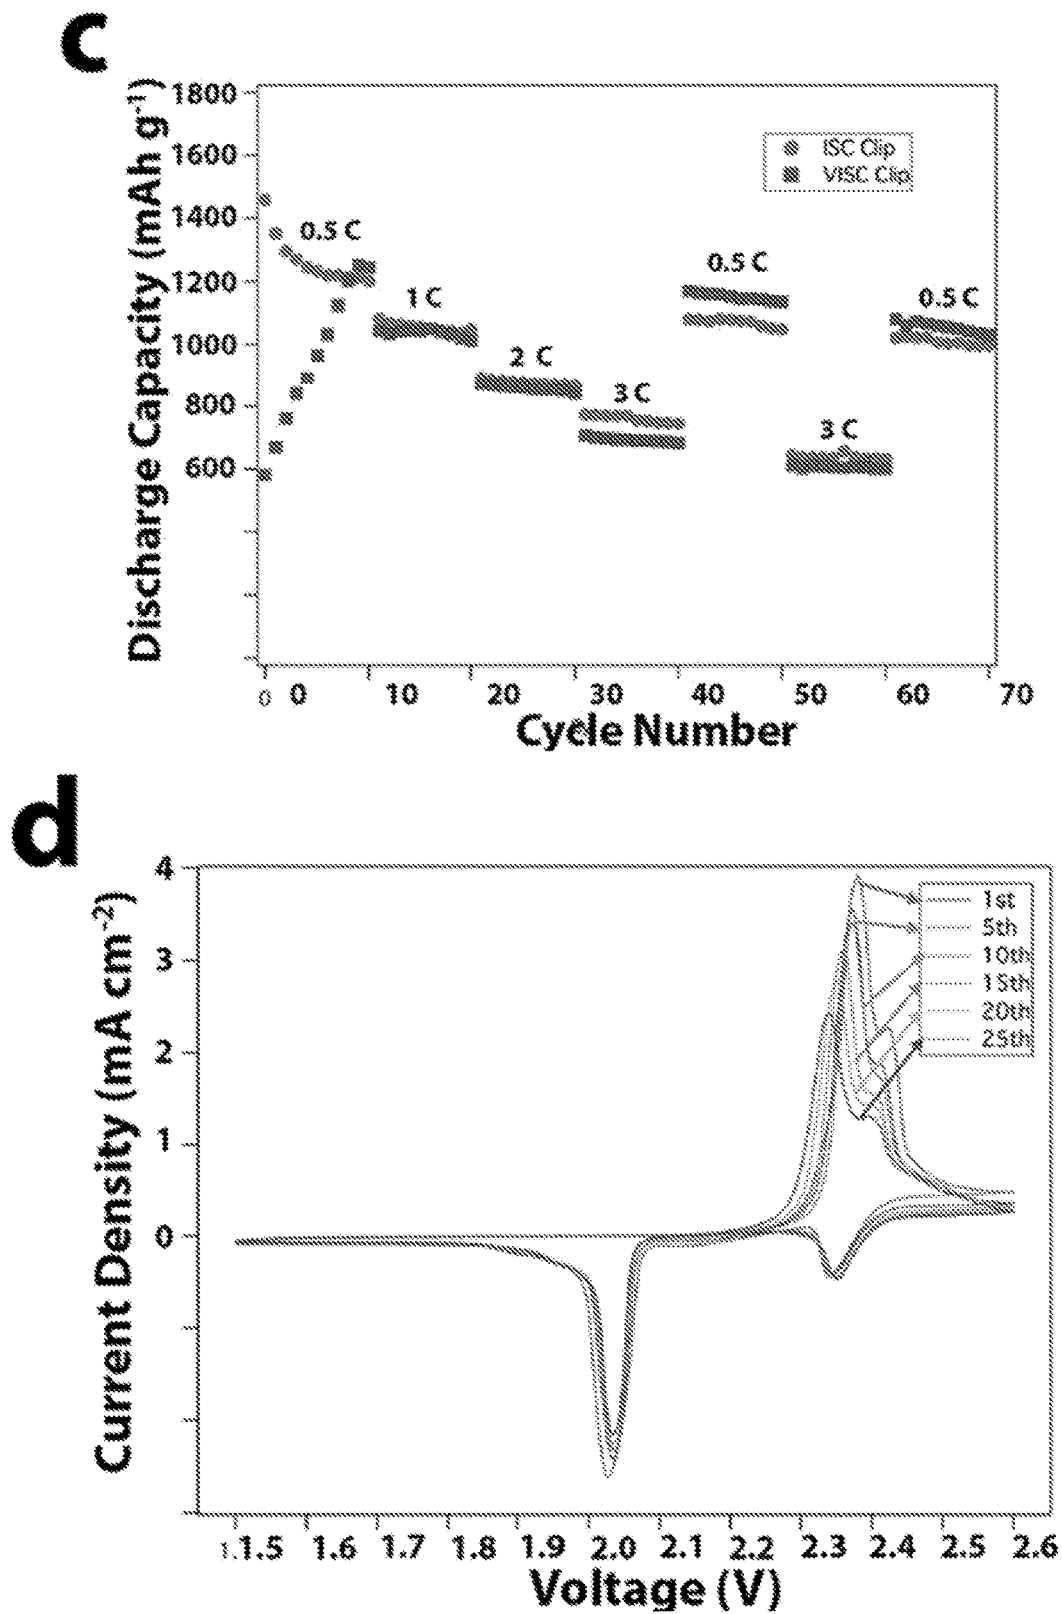 c
Discharge Capacity (mAh g-1)
1800
1600
1400
1200
1000
800
600
ISC Clip
VISC Clip
0.5 C
1 C
2 C
3 C
0.5 C
3 C
0.5 C
0 0 10 20 30 40 50 60 70
Cycle Number
d
Current Density (mA cm-2)
4
3
2
1
0
1st
5th
10th
15th
20th
25th
1.5 1.6 1.7 1.8 1.9 2.0 2.1 2.2 2.3 2.4 2.5 2.6
Voltage (V)